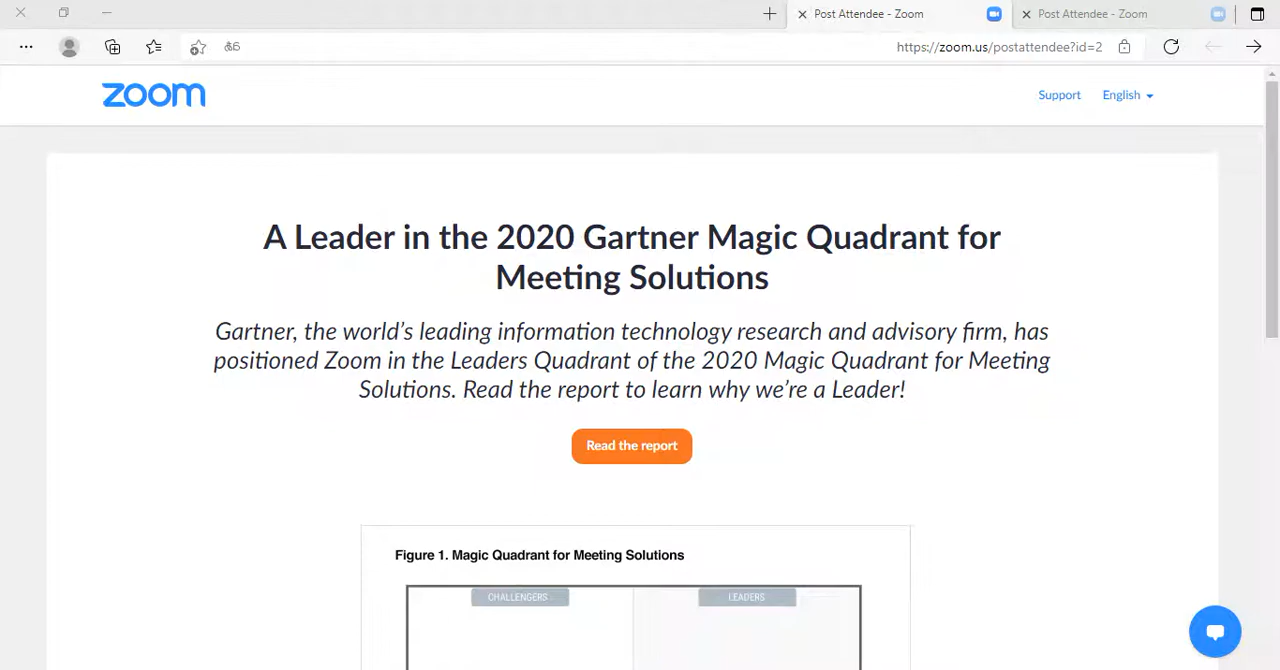 Post Attendee - Zoom
Post Attendee - Zoom
https://zoom.us/postattendee?id=2
zoom
Support
English
A Leader in the 2020 Gartner Magic Quadrant for
Meeting Solutions
Gartner, the world’s leading information technology research and advisory firm, has
positioned Zoom in the Leaders Quadrant of the 2020 Magic Quadrant for Meeting
Solutions. Read the report to learn why we’re a Leader!
Read the report
Figure 1. Magic Quadrant for Meeting Solutions
CHALLENGERS
LEADERS